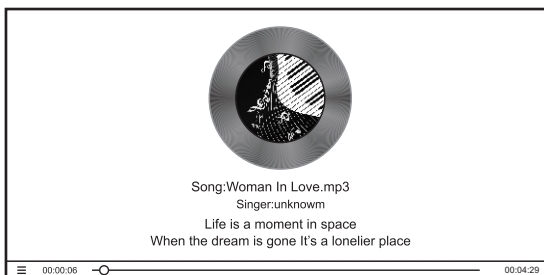 Song:Woman In Love.mp3
Singer:unknowm
Life is a moment in space
When the dream is gone It's a lonelier place
00:00:06
00:04:29